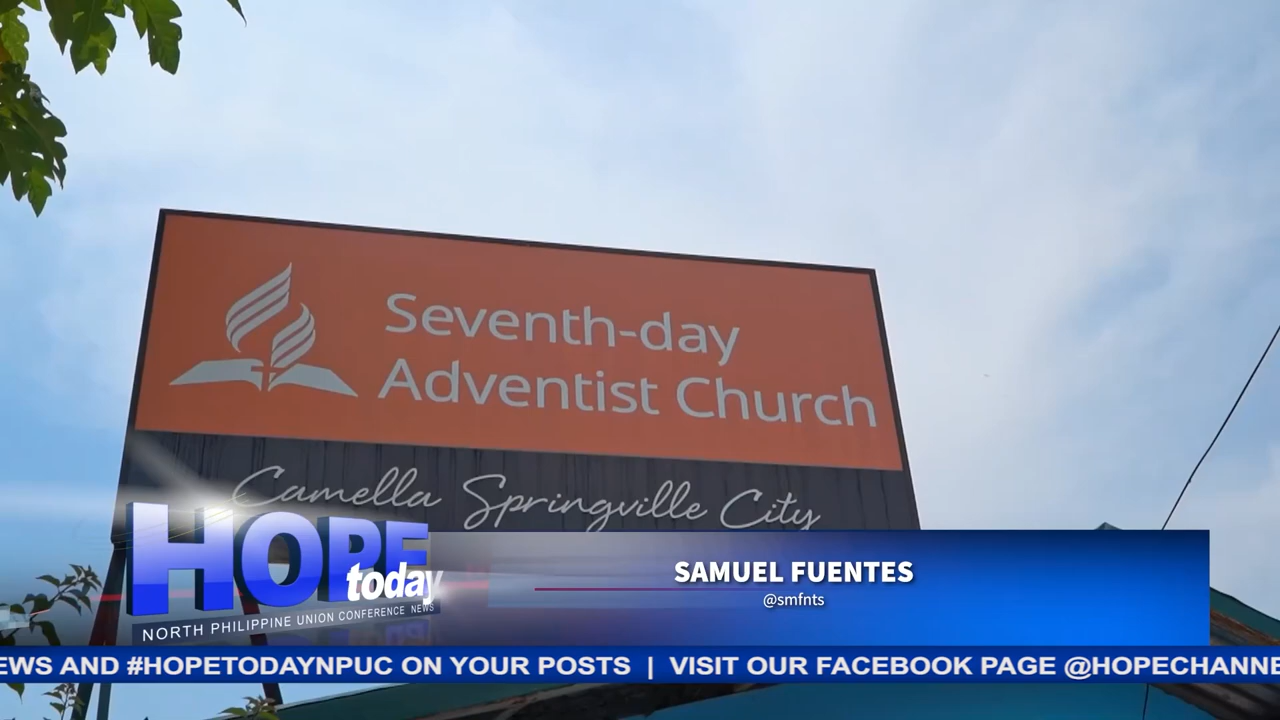 Seventh-day
Adventist Church
Camella Springville City
HOPE
today
NORTH PHILIPPINE UNION CONFERENCE NEWS
SAMUEL FUENTES
@smfnts
EWS AND #HOPETODAYNPUC ON YOUR POSTS | VISIT OUR FACEBOOK PAGE @HOPECHANNE